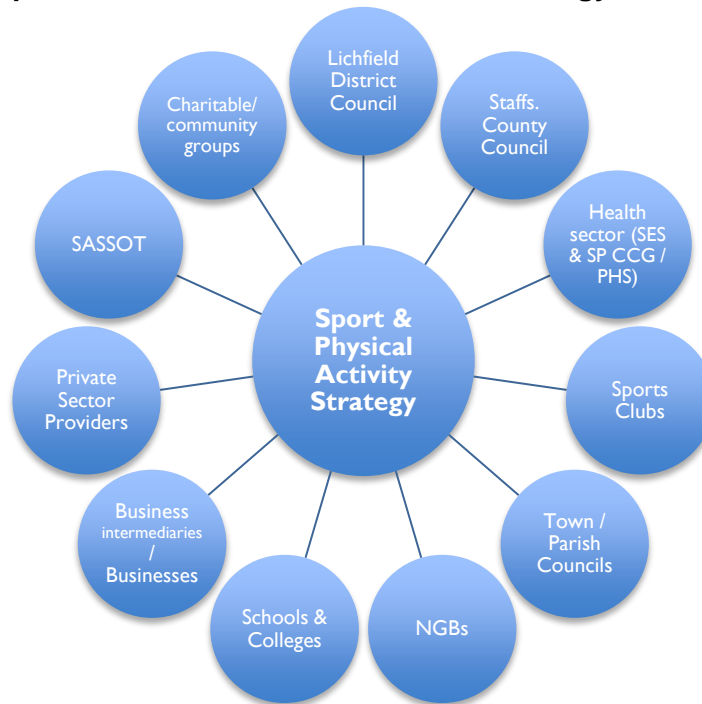 Lichfield
District
Council
Staffs.
County
Council
Health
sector (SES
& SP CCG /
PHS)
Sports
Clubs
Town /
Parish
Councils
NGBs
Schools &
Colleges
Business
intermediaries
/
Businesses
Private
Sector
Providers
SASSOT
Charitable/
community
groups
Sport &
Physical
Activity
Strategy